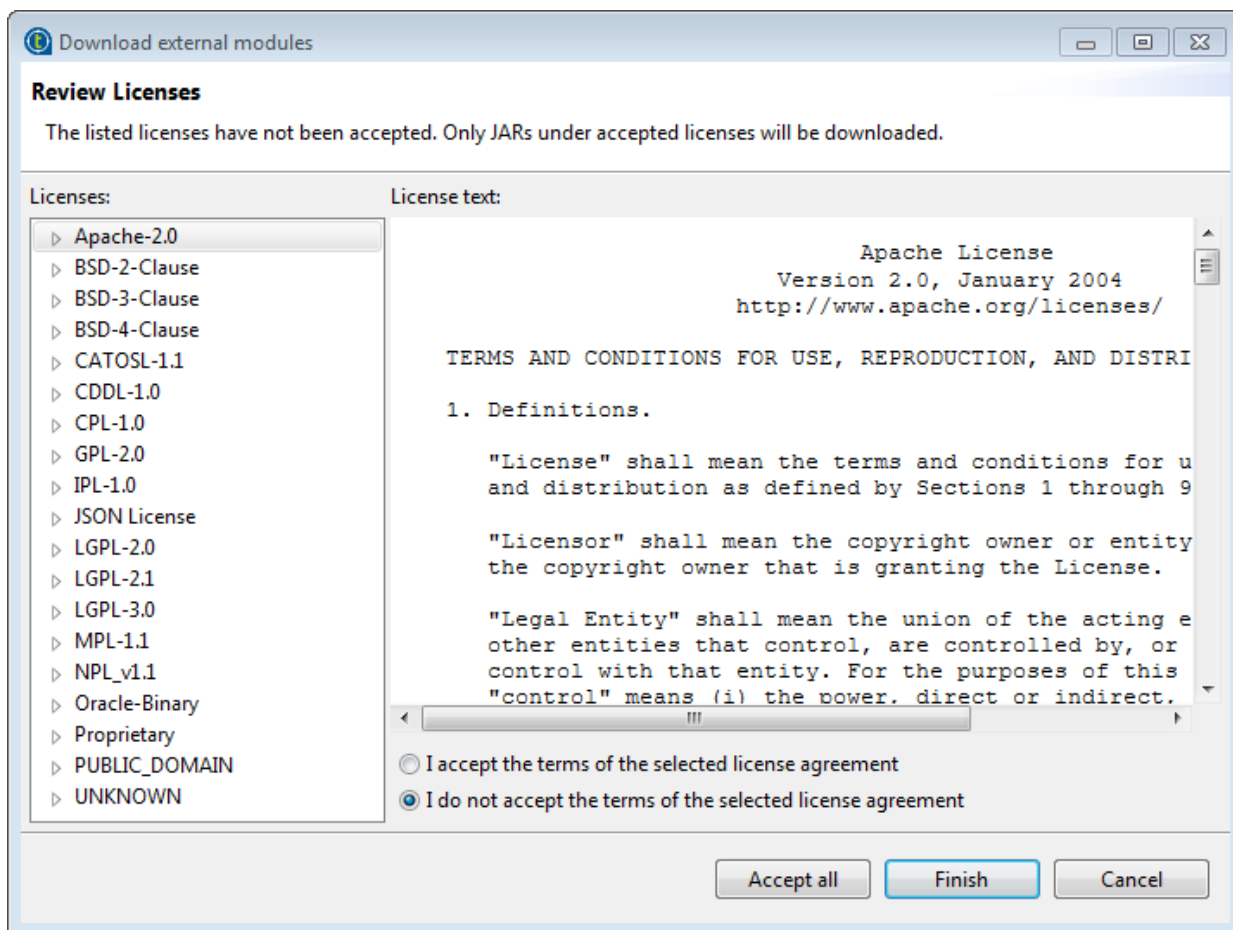 Download external modules
Review Licenses
The listed licenses have not been accepted. Only JARs under accepted licenses will be downloaded.
Licenses:
Apache-2.0
BSD-2-Clause
BSD-3-Clause
BSD-4-Clause
CATOSL-1.1
CDDL-1.0
CPL-1.0
GPL-2.0
IPL-1.0
JSON License
LGPL-2.0
LGPL-2.1
LGPL-3.0
MPL-1.1
NPL_v1.1
Oracle-Binary
Proprietary
PUBLIC_DOMAIN
UNKNOWN
License text:
Apache License
Version 2.0, January 2004
http://www.apache.org/licenses/
TERMS AND CONDITIONS FOR USE, REPRODUCTION, AND DISTRI
1. Definitions.
"License" shall mean the terms and conditions for u
and distribution as defined by Sections 1 through 9
"Licensor" shall mean the copyright owner or entity
the copyright owner that is granting the License.
"Legal Entity" shall mean the union of the acting e
other entities that control, are controlled by, or
control with that entity. For the purposes of this
"control" means (i) the power, direct or indirect,
I accept the terms of the selected license agreement
I do not accept the terms of the selected license agreement
Accept all
Finish
Cancel